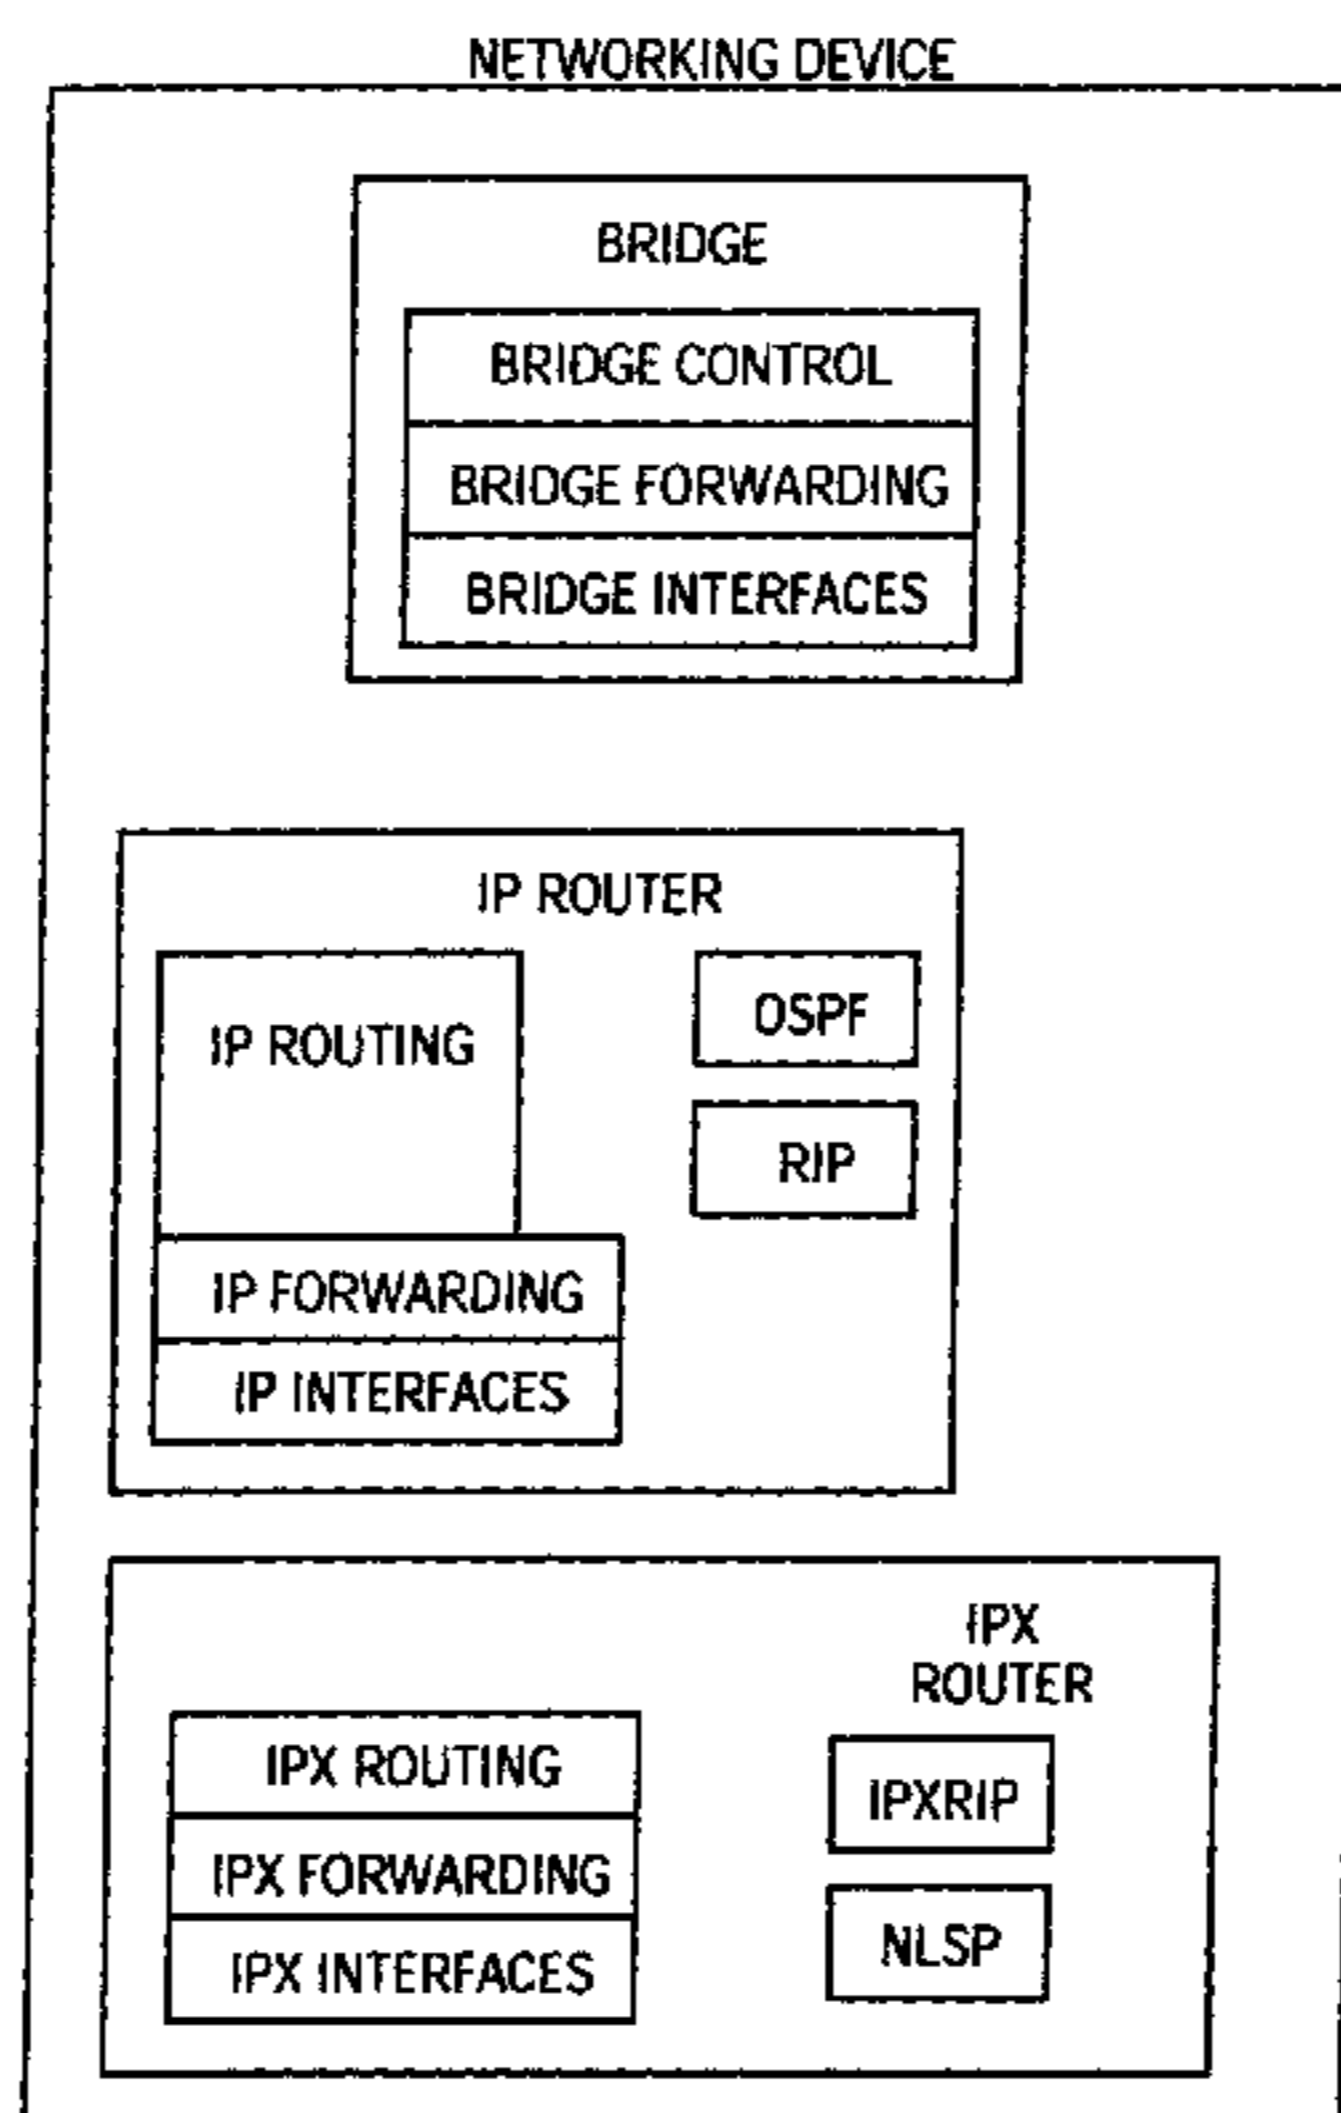 NETWORKING DEVICE
BRIDGE
BRIDGE CONTROL
BRIDGE FORWARDING
BRIDGE INTERFACES
IP ROUTER
IP ROUTING
OSPF
RIP
IP FORWARDING
IP INTERFACES
IPX
ROUTER
IPX ROUTING
IPX FORWARDING
IPX INTERFACES
IPXRIP
NLSP